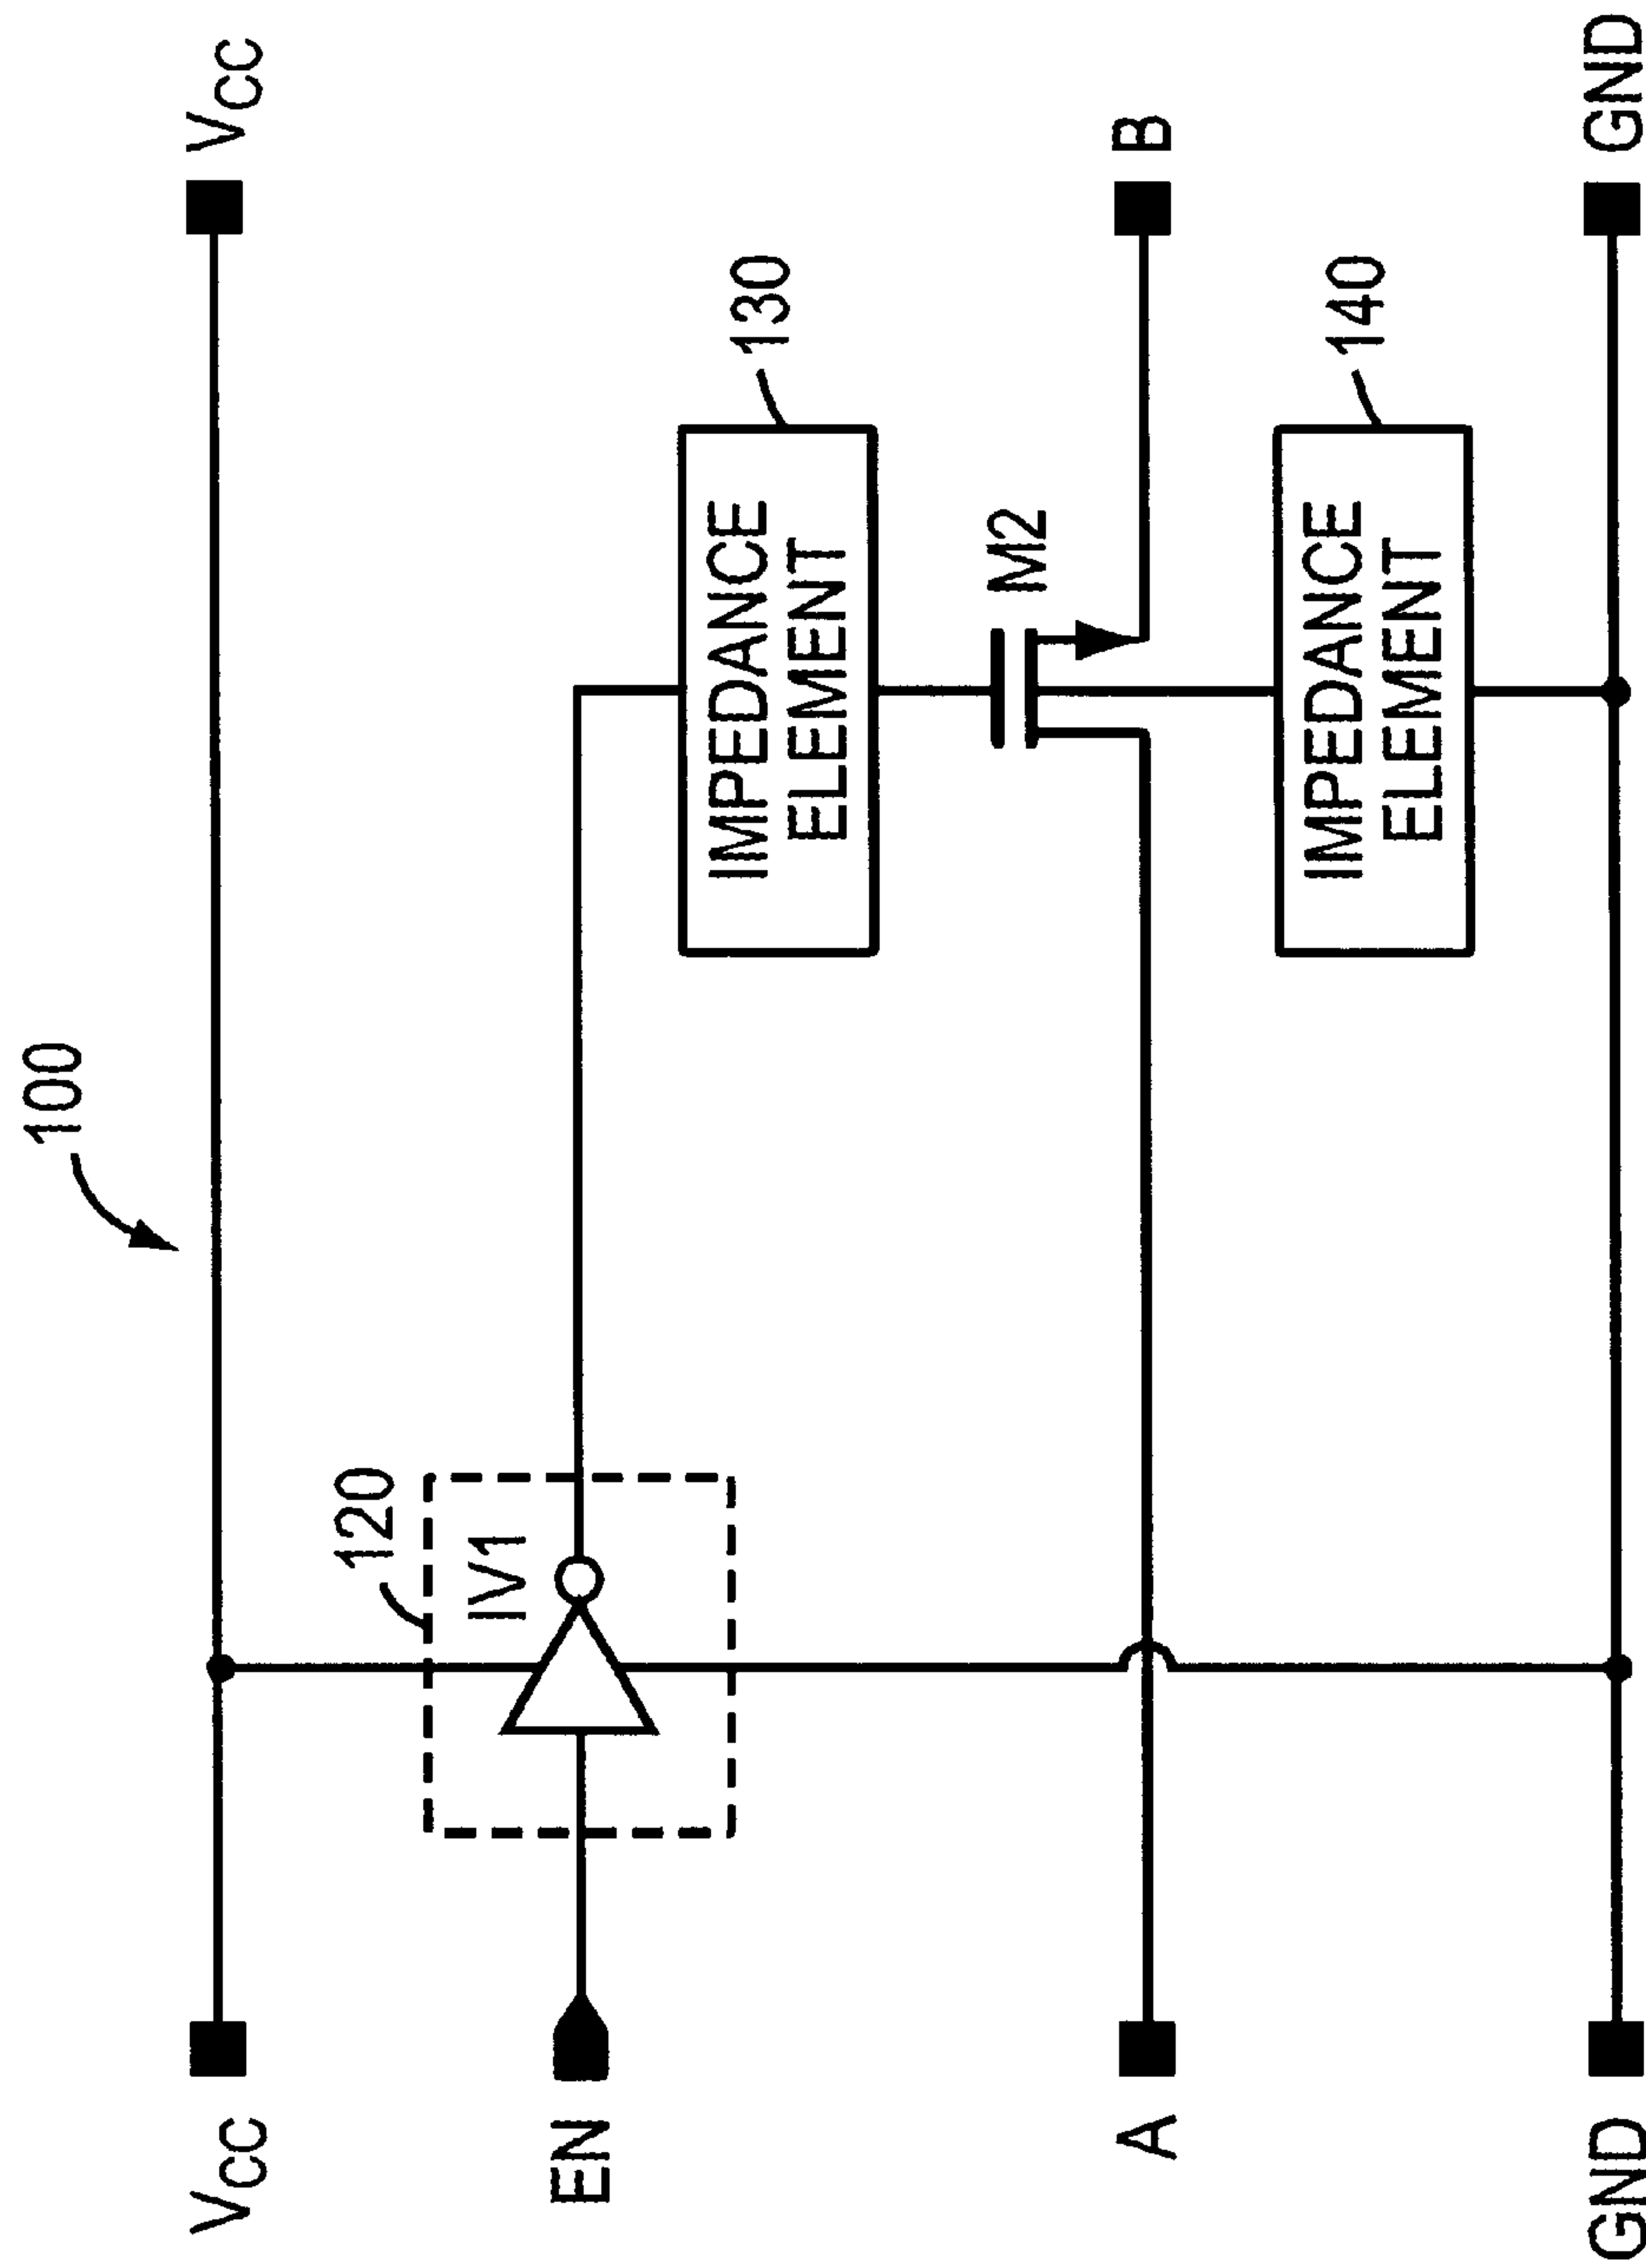 100
V_CC
V_CC
120
IV1
EN
130
IMPEDANCE
ELEMENT
M2
A
B
140
IMPEDANCE
ELEMENT
GND
GND